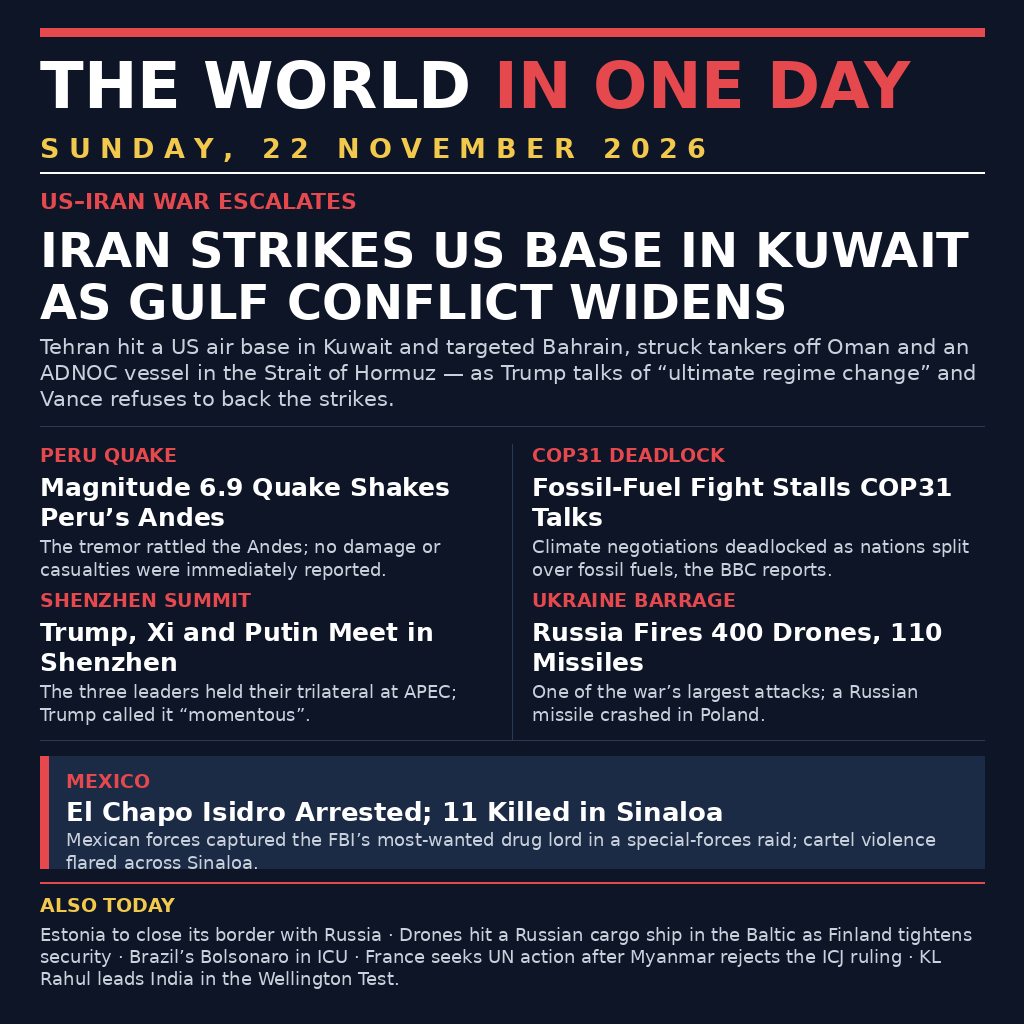 THE WORLD IN ONE DAY
SUNDAY, 22 NOVEMBER 2026
US–IRAN WAR ESCALATES
IRAN STRIKES US BASE IN KUWAIT
AS GULF CONFLICT WIDENS
Tehran hit a US air base in Kuwait and targeted Bahrain, struck tankers off Oman and an
ADNOC vessel in the Strait of Hormuz — as Trump talks of “ultimate regime change” and
Vance refuses to back the strikes.
PERU QUAKE
Magnitude 6.9 Quake Shakes
Peru’s Andes
The tremor rattled the Andes; no damage or
casualties were immediately reported.
COP31 DEADLOCK
Fossil-Fuel Fight Stalls COP31
Talks
Climate negotiations deadlocked as nations split
over fossil fuels, the BBC reports.
SHENZHEN SUMMIT
Trump, Xi and Putin Meet in
Shenzhen
The three leaders held their trilateral at APEC;
Trump called it “momentous”.
UKRAINE BARRAGE
Russia Fires 400 Drones, 110
Missiles
One of the war’s largest attacks; a Russian
missile crashed in Poland.
MEXICO
El Chapo Isidro Arrested; 11 Killed in Sinaloa
Mexican forces captured the FBI’s most-wanted drug lord in a special-forces raid; cartel violence
flared across Sinaloa.
ALSO TODAY
Estonia to close its border with Russia · Drones hit a Russian cargo ship in the Baltic as Finland tightens
security · Brazil’s Bolsonaro in ICU · France seeks UN action after Myanmar rejects the ICJ ruling · KL
Rahul leads India in the Wellington Test.